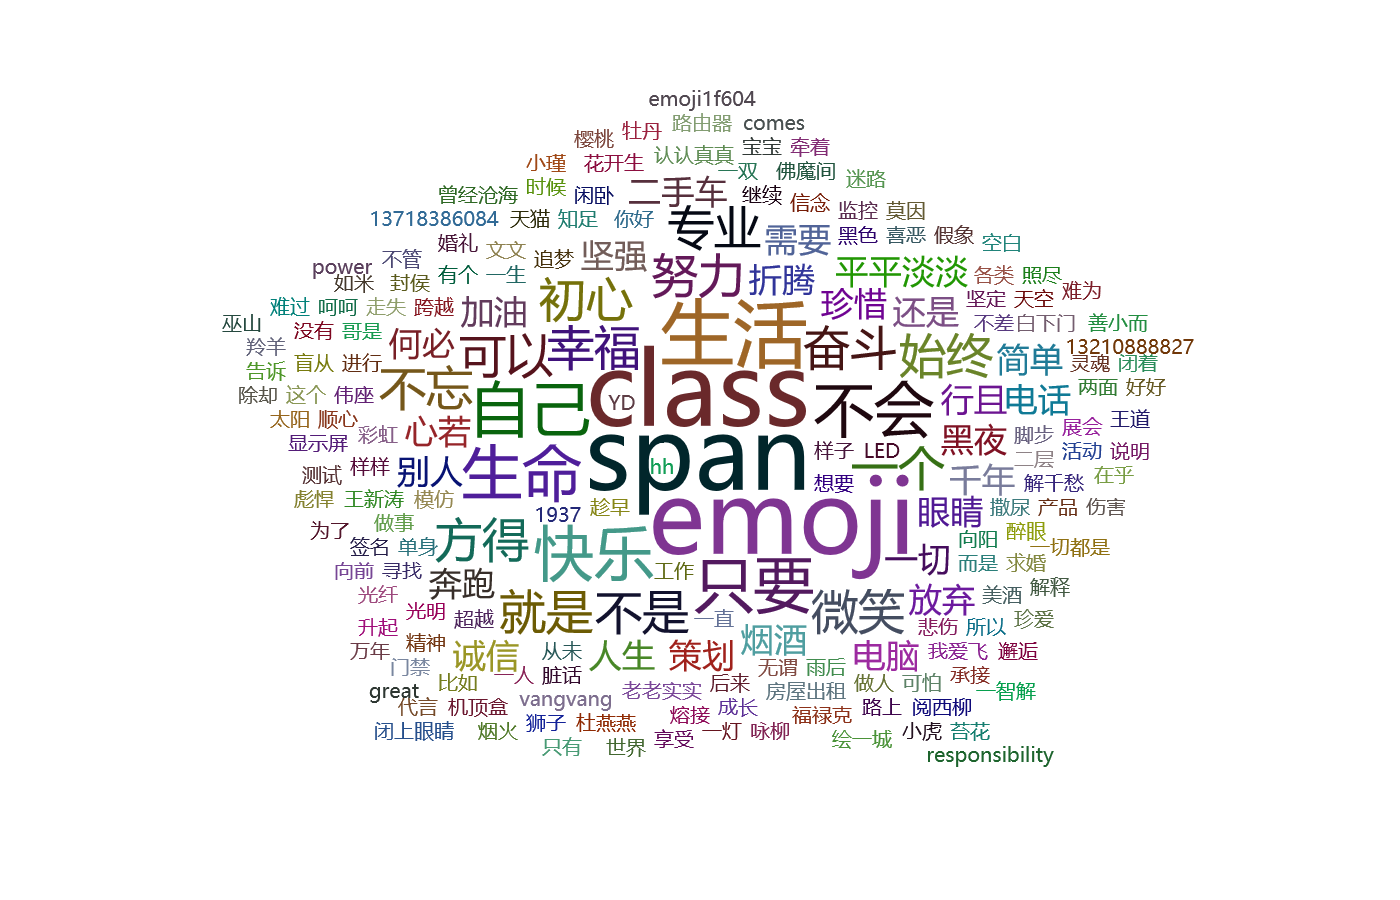 emoji1f604
樱桃 牡丹 路由器 comes
小瑾 花开生 认认真真 宝宝 牵着
一双 佛魔间 迷路
曾经沧海 时候 闲卧 二手车 继续 信念 监控 莫因
13718386084 天猫 知足 你好 专业 需要 黑色 喜恶 假象 空白
婚礼 文文 追梦 坚强 努力 折腾 平平淡淡 各类 照尽
power 不管 有个 一生
如来 封侯 初心 珍惜 还是 坚定 天空 难为
难过 呵呵 走失 跨越 加油 生活 不差 白下门 善小而
巫山 没有 哥是 何必 可以 幸福 奋斗 始终 简单 13210888827
羚羊 盲从 进行 灵魂 闭着
告诉 不忘 自己 class 不会 行且 电话 两面 好好
除却 这个 伟座 YD
太阳 顺心 彩虹 心若 黑夜 脚步 展会 王道
显示屏 span 样子 LED 二层 活动 说明
测试 样样 别人 生命 hh 一个 千年 想要 解千愁 在乎
彪悍 王新涛 模仿 1937 趁早 emoji 眼睛 撒尿 产品 伤害
为了 做事 方得 快乐 向阳 醉眼
签名 单身 一切 而是 求婚 一切都是
向前 寻找 奔跑 工作 只要 放弃 美酒 解释
光纤 光明 超越 就是 不是 一直 微笑 悲伤 所以 珍爱
升起 精神 诚信 从未 人生 策划 烟酒 电脑 我爱飞 邂逅
万年 门禁 比如 一人 脏话 无谓 雨后 做人 可怕 承接
great vangvang 老老实实 后来 房屋出租 一智解
代言 机顶盒 熔接 成长 福禄克 路上 阅西柳
闭上眼睛 烟火 狮子 杜燕燕 享受 一灯 咏柳 绘一城 小虎 苔花
只有 世界 responsibility